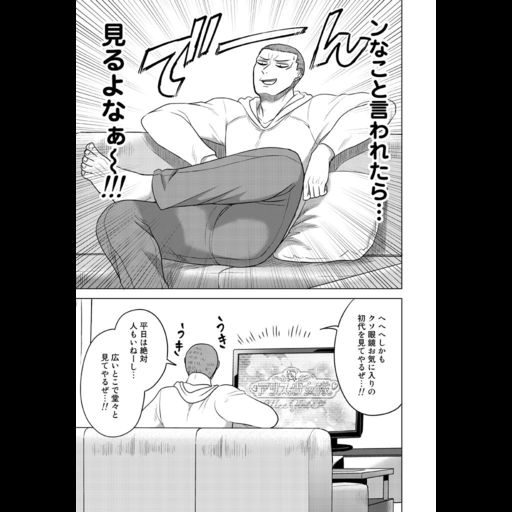 ンなこと言われたら…
でーん
見るよなぁ〜!!!
へへへしかも
クソ眼鏡お気に入りの
初代を見てやるぜ…!!
うき
うき
平日は絶対
人もいねーし…
広いとこで堂々と
見てやるぜ…!!